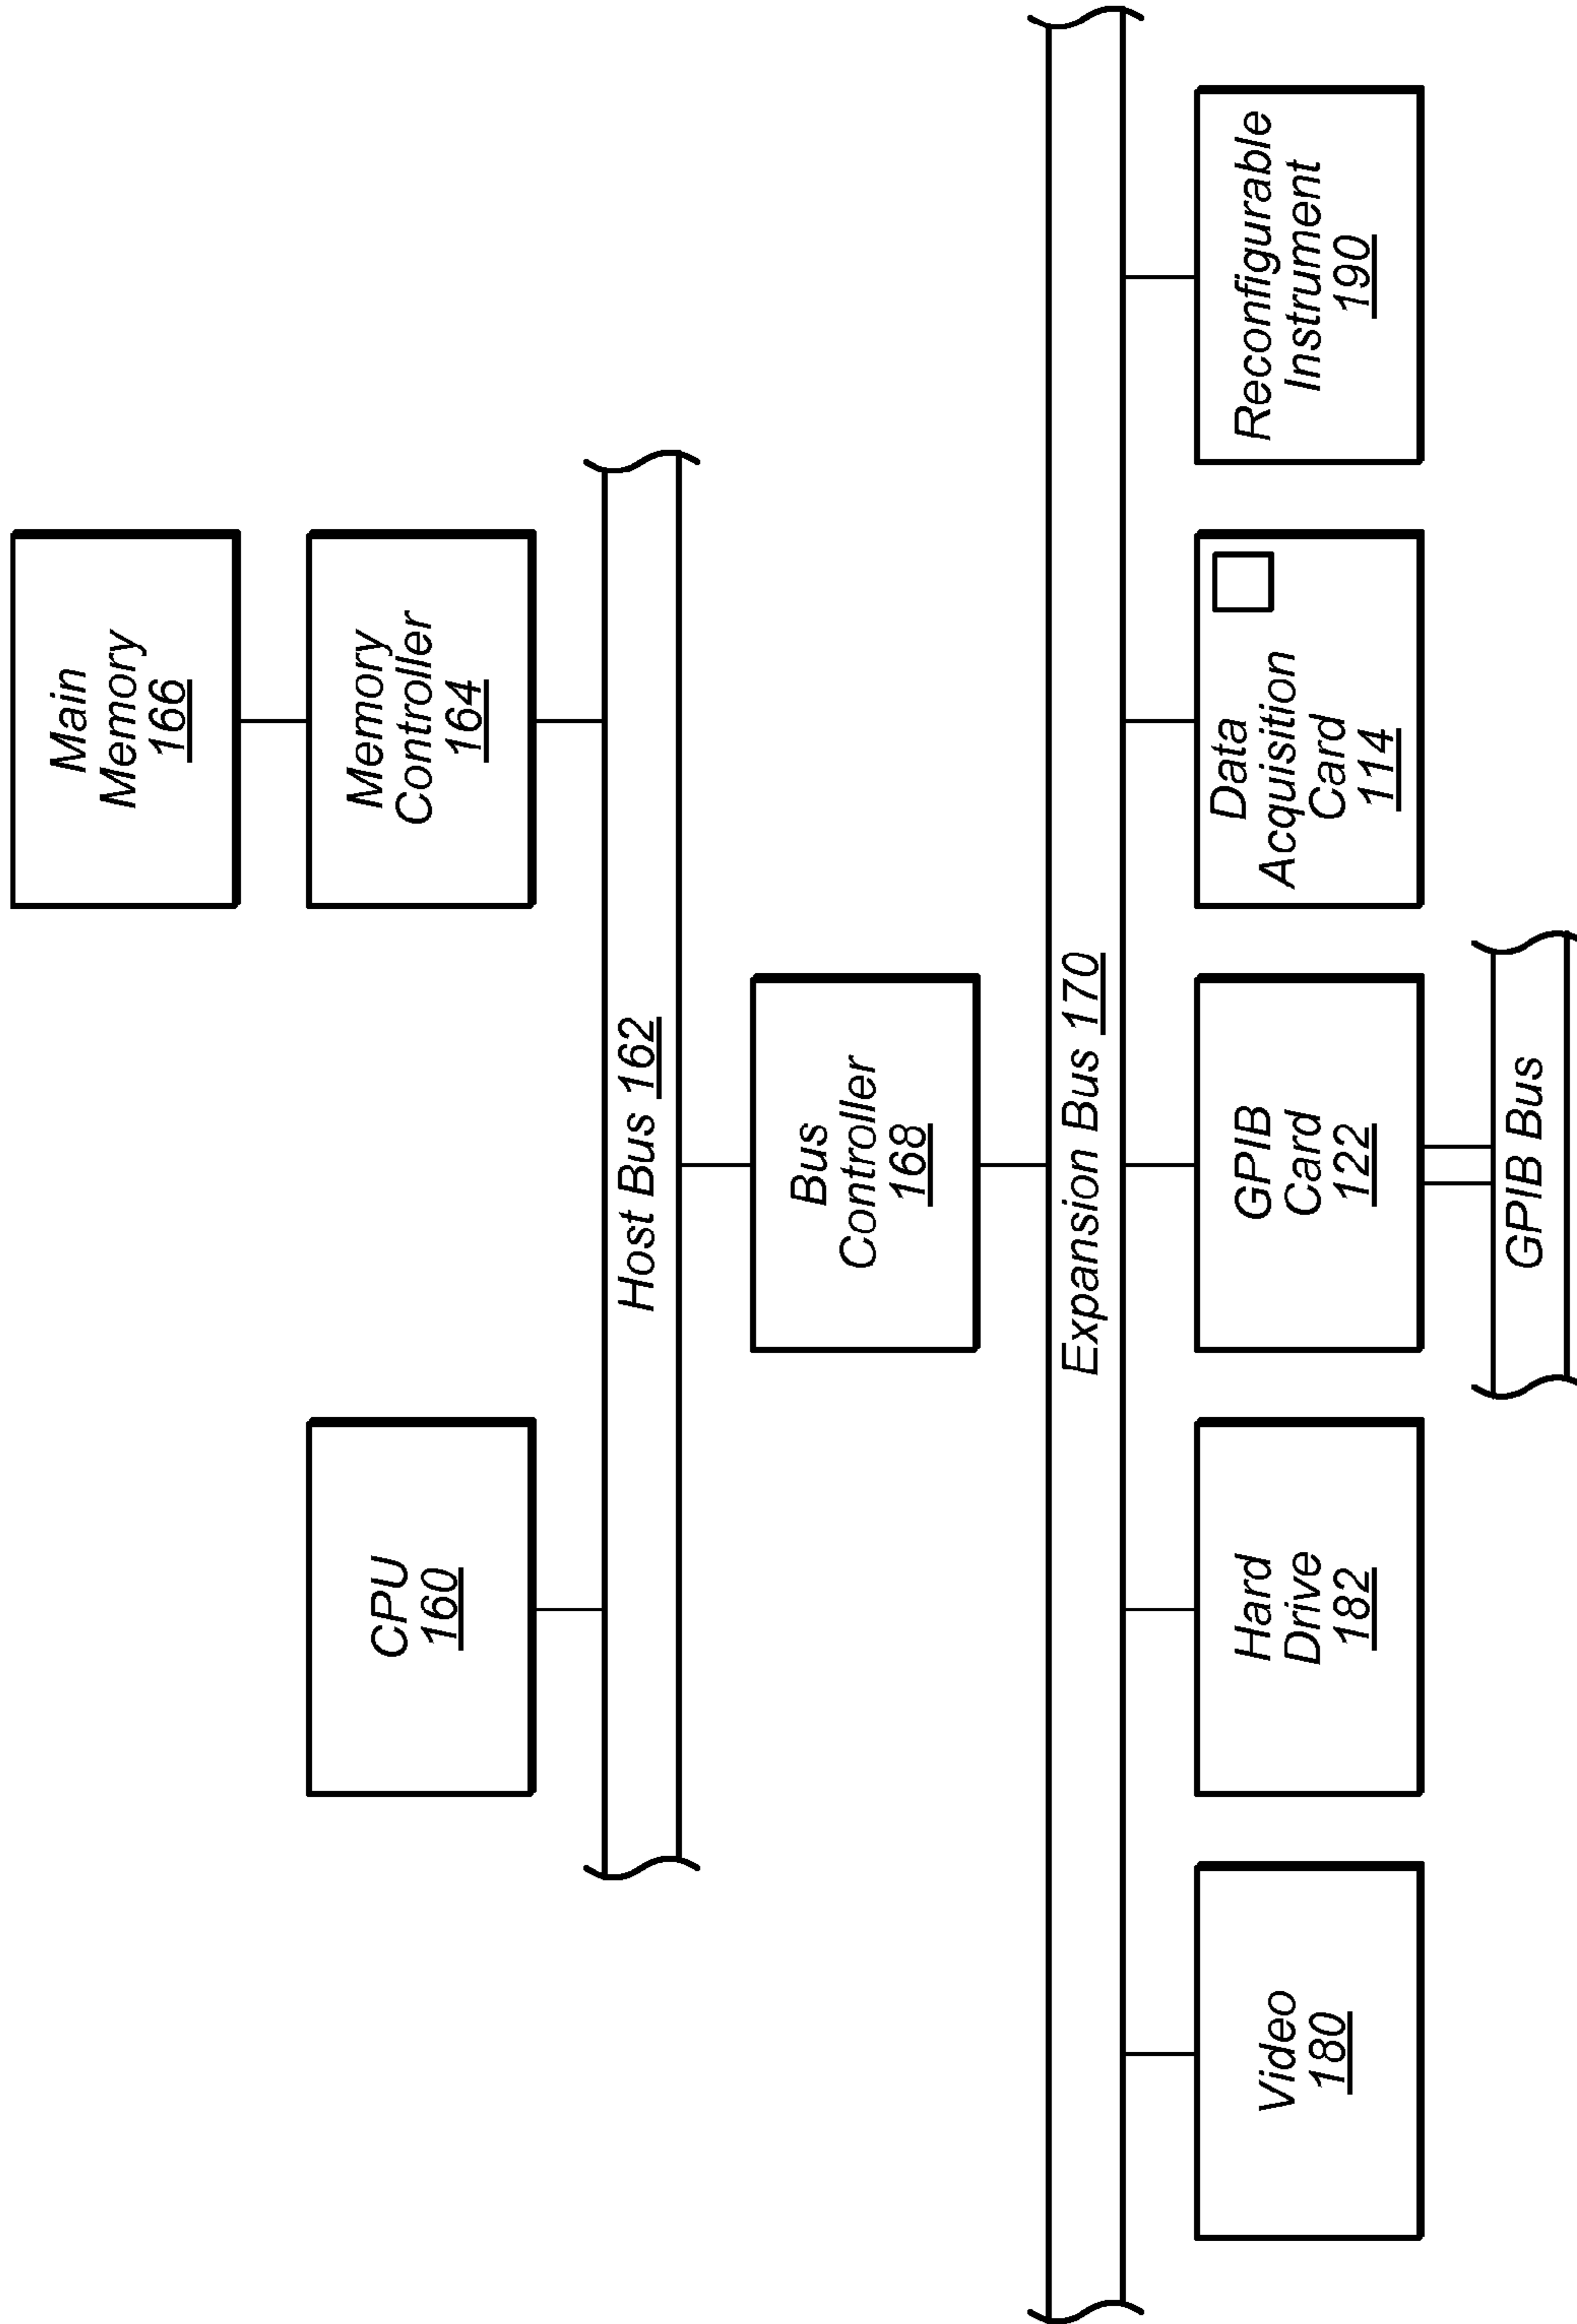 Main
Memory
166
CPU
160
Memory
Controller
164
Host Bus 162
Bus
Controller
168
Expansion Bus 170
Video
180
Hard
Drive
182
GPIB
Card
122
Data
Acquisition
Card
114
Reconfigurable
Instrument
190
GPIB Bus